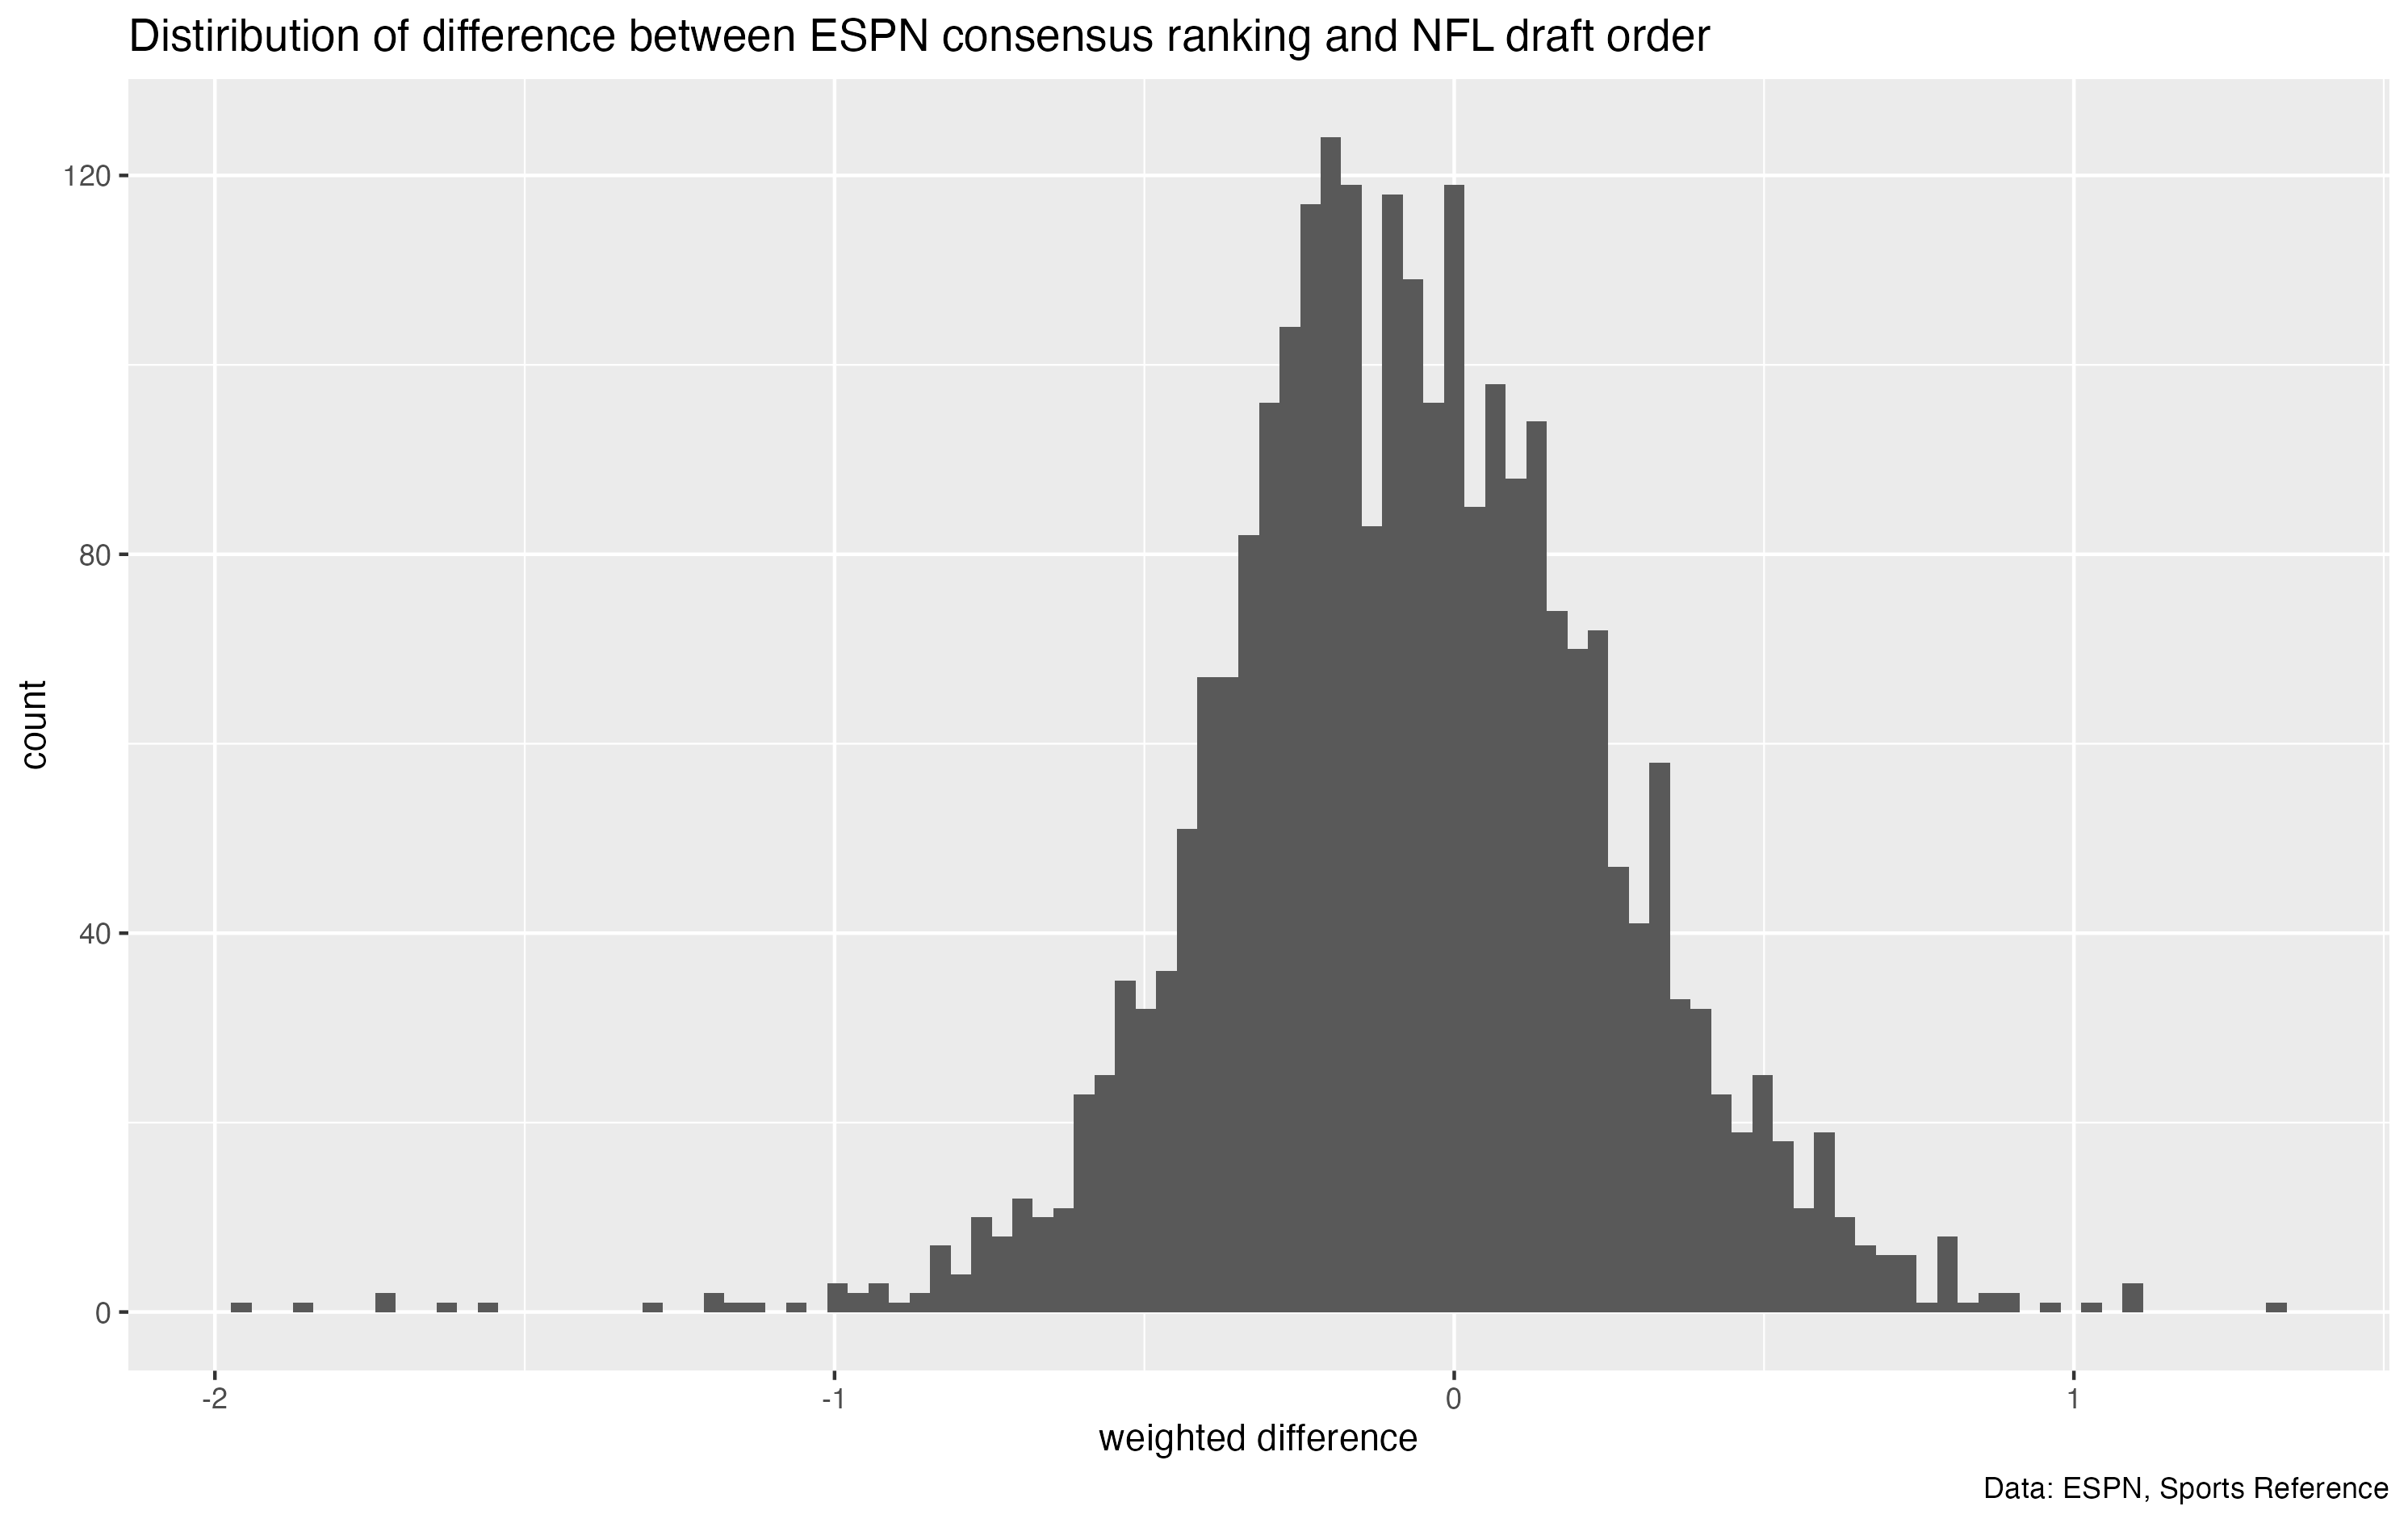 Distiribution of difference between ESPN consensus ranking and NFL draft order
120
80
40
0
count
-2
-1
0
1
weighted difference
Data: ESPN, Sports Reference